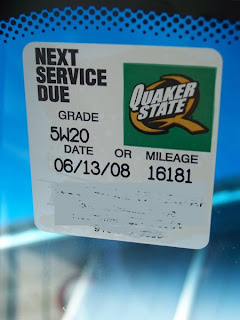 NEXT
SERVICE
DUE
QUAKER
STATE
GRADE
5W20
DATE OR MILEAGE
06/13/08 16181